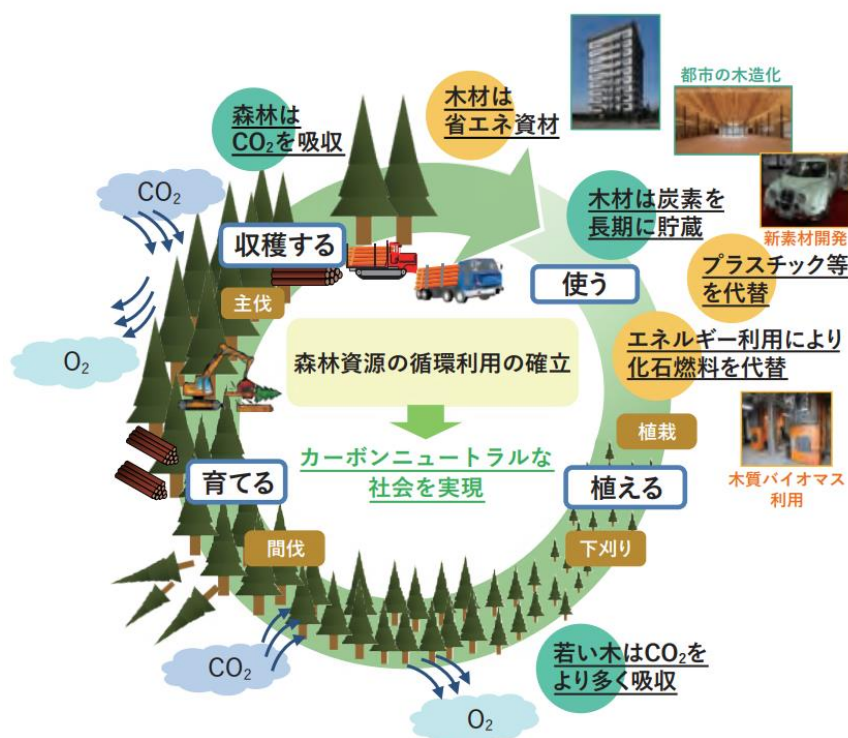 都市の木造化
木材は
省エネ資材
森林は
CO₂を吸収
CO₂
木材は炭素を
長期に貯蔵
新素材開発
収穫する
プラスチック等
を代替
使う
主伐
O₂
エネルギー利用により
化石燃料を代替
森林資源の循環利用の確立
植栽
カーボンニュートラルな
社会を実現
木質バイオマス
利用
育てる
植える
間伐
下刈り
若い木はCO₂を
より多く吸収
CO₂
O₂